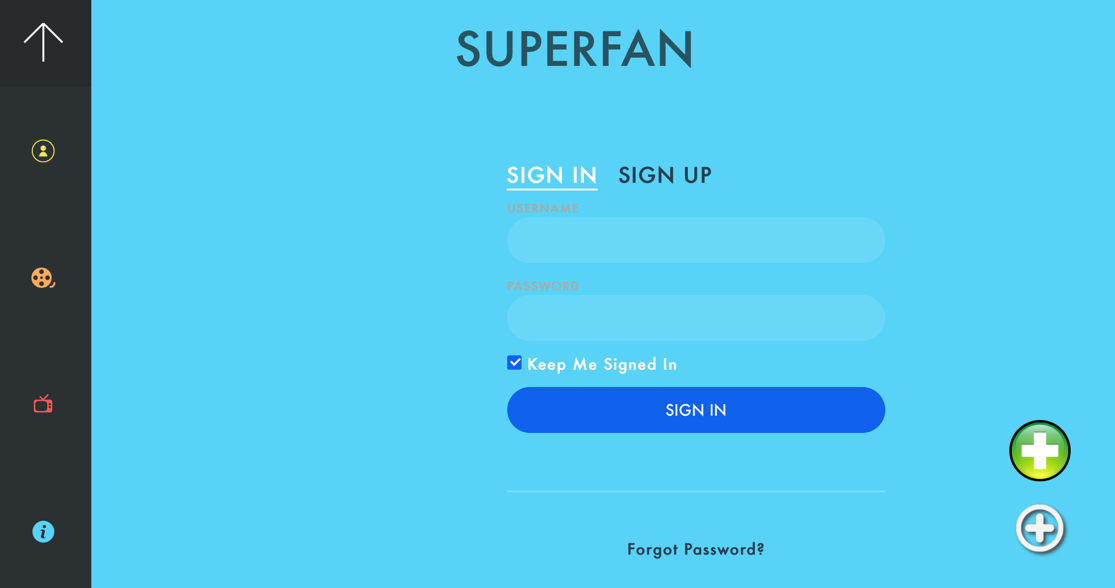 SUPERFAN
SIGN IN SIGN UP
USERNAME
PASSWORD
Keep Me Signed In
SIGN IN
Forgot Password?